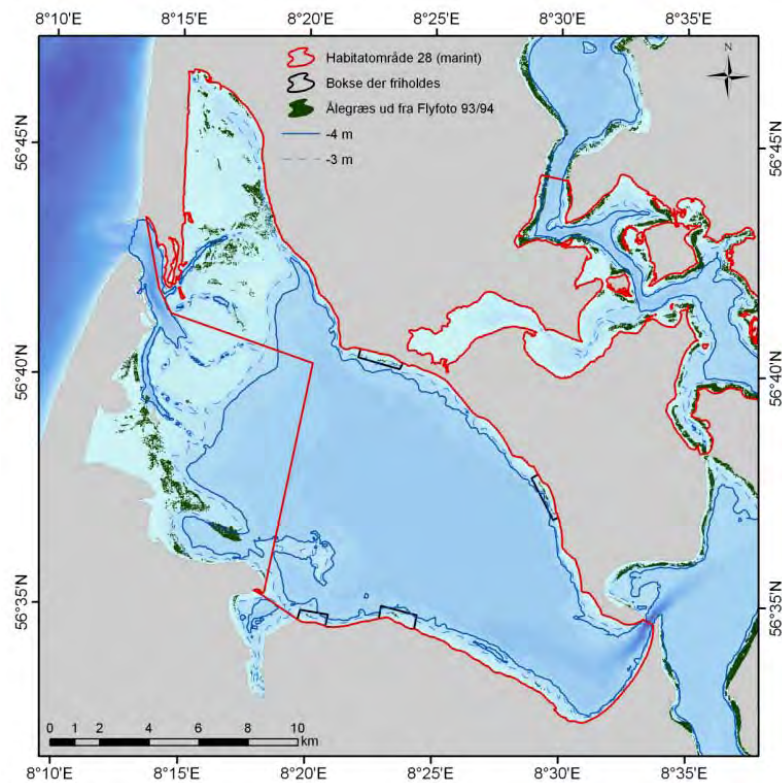 8°10'E 8°15'E 8°20'E 8°25'E 8°30'E 8°35'E
N
Habitatområde 28 (marint)
Bokse der friholdes
Ålegræs ud fra Flyfoto 93/94
-4 m
-3 m
56°45'N 56°45'N
56°40'N 56°40'N
56°35'N 56°35'N
0 1 2 4 6 8 10
km
8°10'E 8°15'E 8°20'E 8°25'E 8°30'E 8°35'E